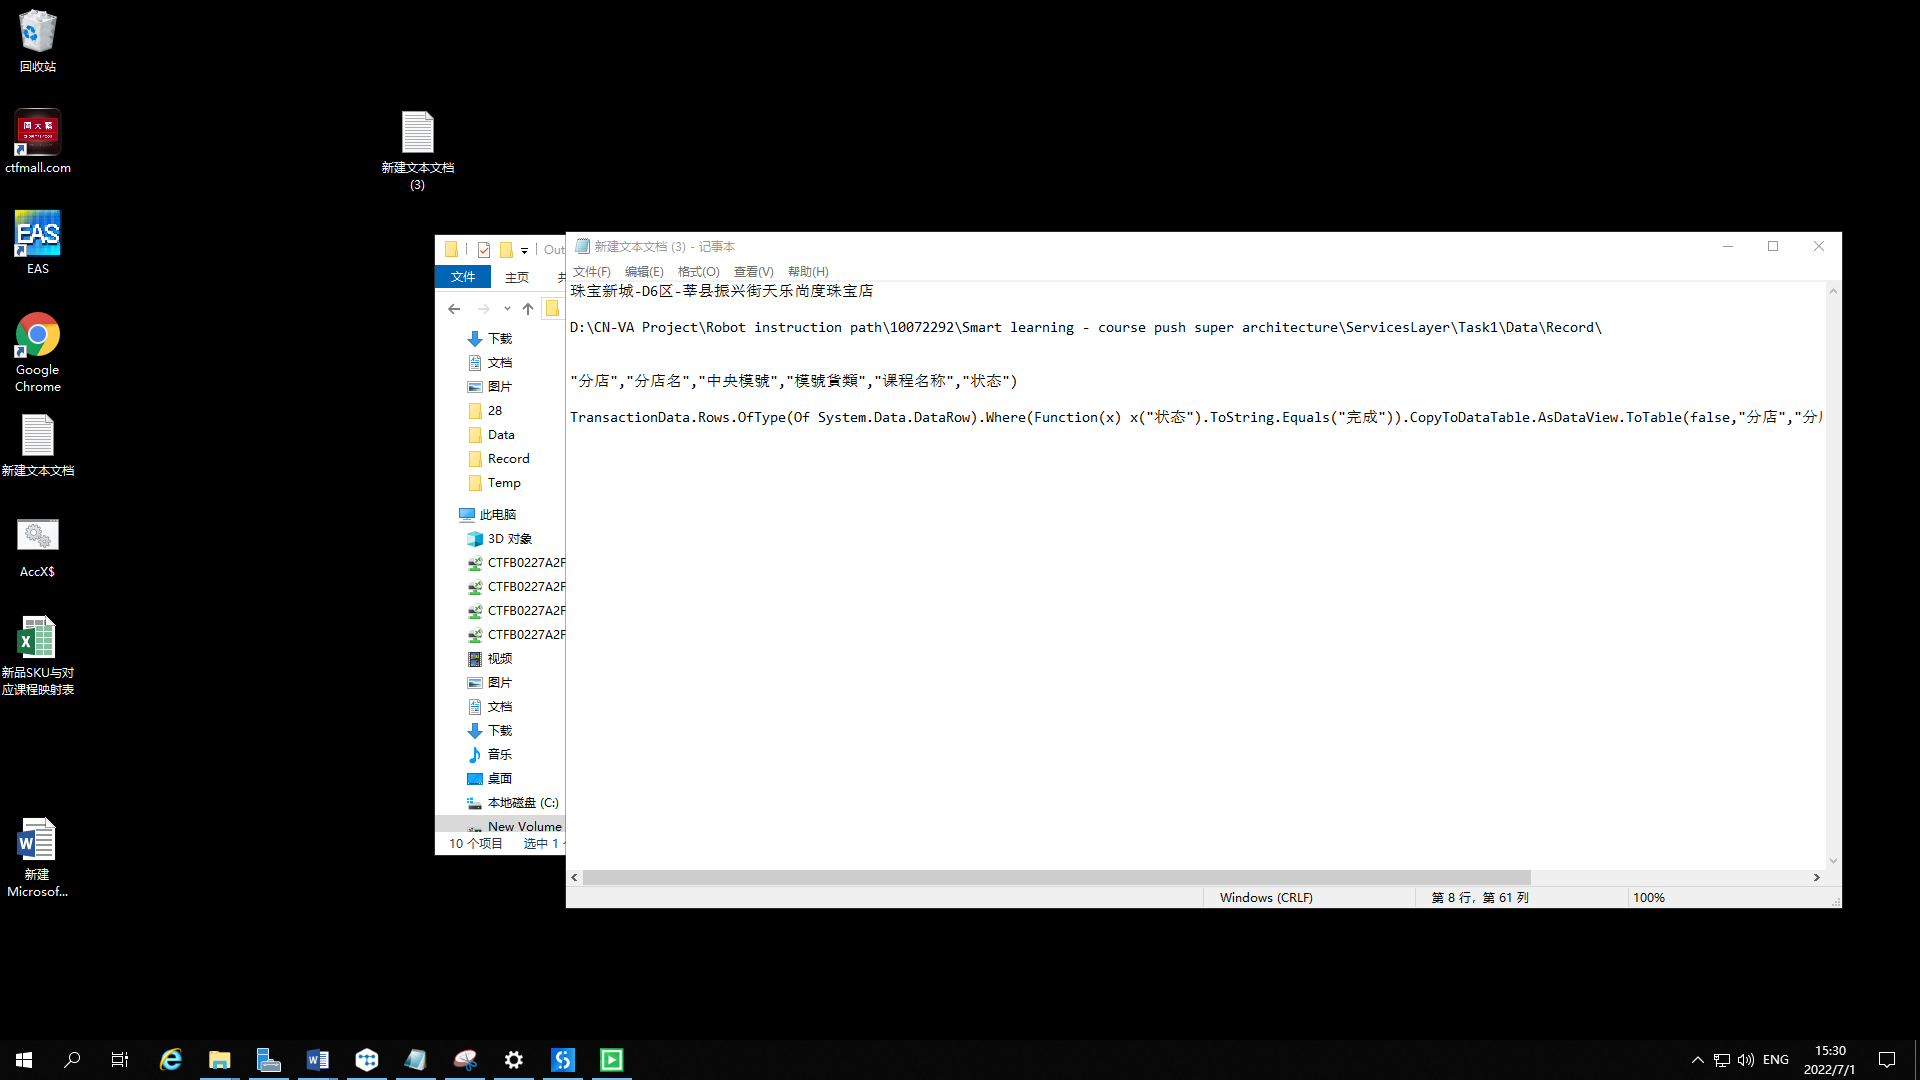 回收站
ctfmall.com
EAS
Google
Chrome
新建文本文档
AccX$
新品SKU与对
应课程映射表
新建
Microsof...
新建文本文档
(3)
Out
文件
主页
下载
文档
图片
28
Data
Record
Temp
此电脑
3D 对象
CTFB0227A2F
CTFB0227A2F
CTFB0227A2F
CTFB0227A2F
视频
图片
文档
下载
音乐
桌面
本地磁盘 (C:)
New Volume
10 个项目 选中 1
新建文本文档 (3) - 记事本
文件(F) 编辑(E) 格式(O) 查看(V) 帮助(H)
珠宝新城-D6区-莘县振兴街天乐尚度珠宝店
D:\CN-VA Project\Robot instruction path\10072292\Smart learning - course push super architecture\ServicesLayer\Task1\Data\Record\
"分店","分店名","中央模號","模號貨類","课程名称","状态")
TransactionData.Rows.OfType(Of System.Data.DataRow).Where(Function(x) x("状态").ToString.Equals("完成")).CopyToDataTable.AsDataView.ToTable(false,"分店","分
Windows (CRLF) 第 8 行，第 61 列 100%
ENG
15:30
2022/7/1